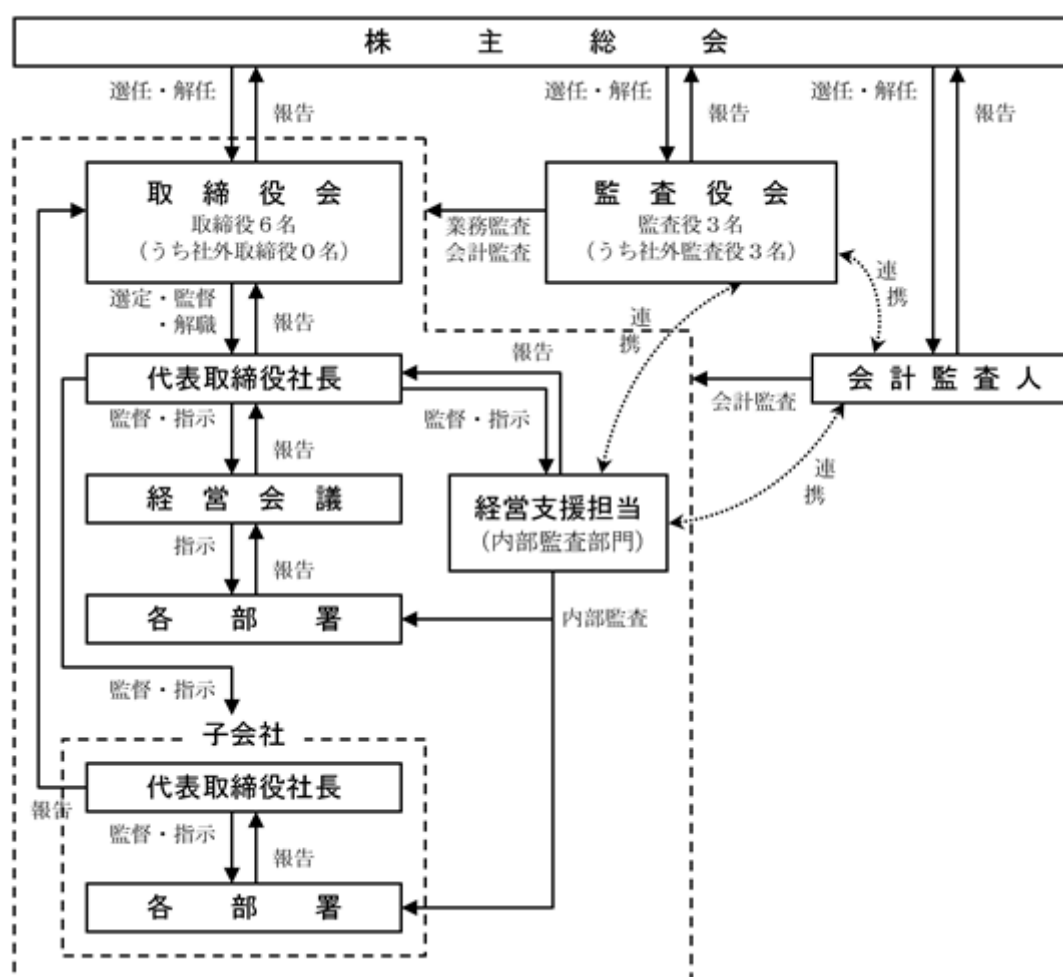 株主総会
選任・解任
報告
選任・解任
報告
選任・解任
報告
取締役会
取締役6名
（うち社外取締役0名）
業務監査
会計監査
監査役会
監査役3名
（うち社外監査役3名）
連携
選定・監督
・解職
報告
連携
報告
代表取締役社長
会計監査
会計監査人
監督・指示
報告
監督・指示
連携
経営会議
経営支援担当
（内部監査部門）
指示
報告
各部署
内部監査
監督・指示
子会社
代表取締役社長
報告
監督・指示
報告
各部署